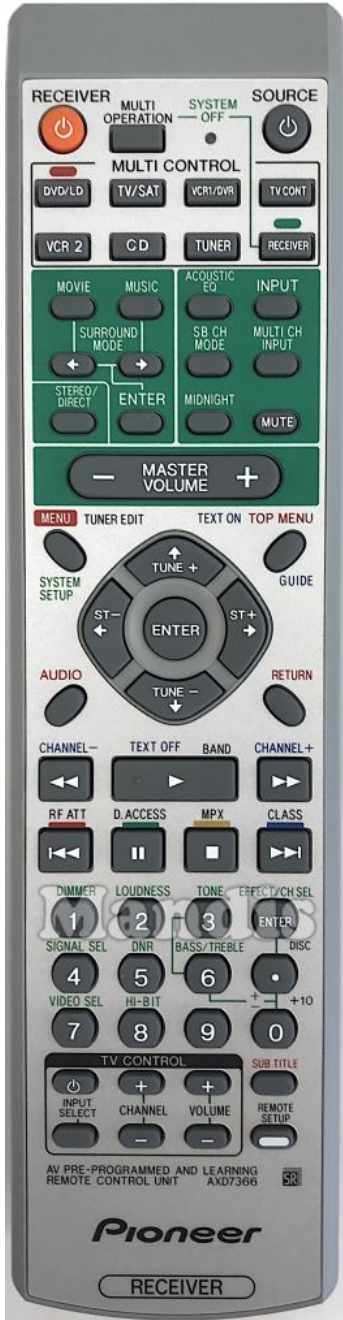 RECEIVER MULTI OPERATION SYSTEM OFF SOURCE
MULTI CONTROL
DVD/LD TV/SAT VCR1/DVR TV CONT
VCR 2 CD TUNER RECEIVER
MOVIE MUSIC ACOUSTIC EQ INPUT
SURROUND MODE SB CH MODE MULTI CH INPUT
STEREO/DIRECT ENTER MIDNIGHT MUTE
– MASTER VOLUME +
MENU TUNER EDIT TEXT ON TOP MENU
SYSTEM SETUP GUIDE
TUNE +
ST– ENTER ST+
TUNE –
AUDIO RETURN
CHANNEL– TEXT OFF BAND CHANNEL+
RF ATT D.ACCESS MPX CLASS
DIMMER LOUDNESS TONE EFFECT/CH SEL
1 2 3 ENTER
Mandis
SIGNAL SEL DNR BASS/TREBLE DISC
4 5 6 •
VIDEO SEL HI-BIT +10
7 8 9 0
TV CONTROL SUB TITLE
INPUT SELECT + CHANNEL – + VOLUME – REMOTE SETUP
AV PRE-PROGRAMMED AND LEARNING
REMOTE CONTROL UNIT AXD7366 SR
Pioneer
RECEIVER